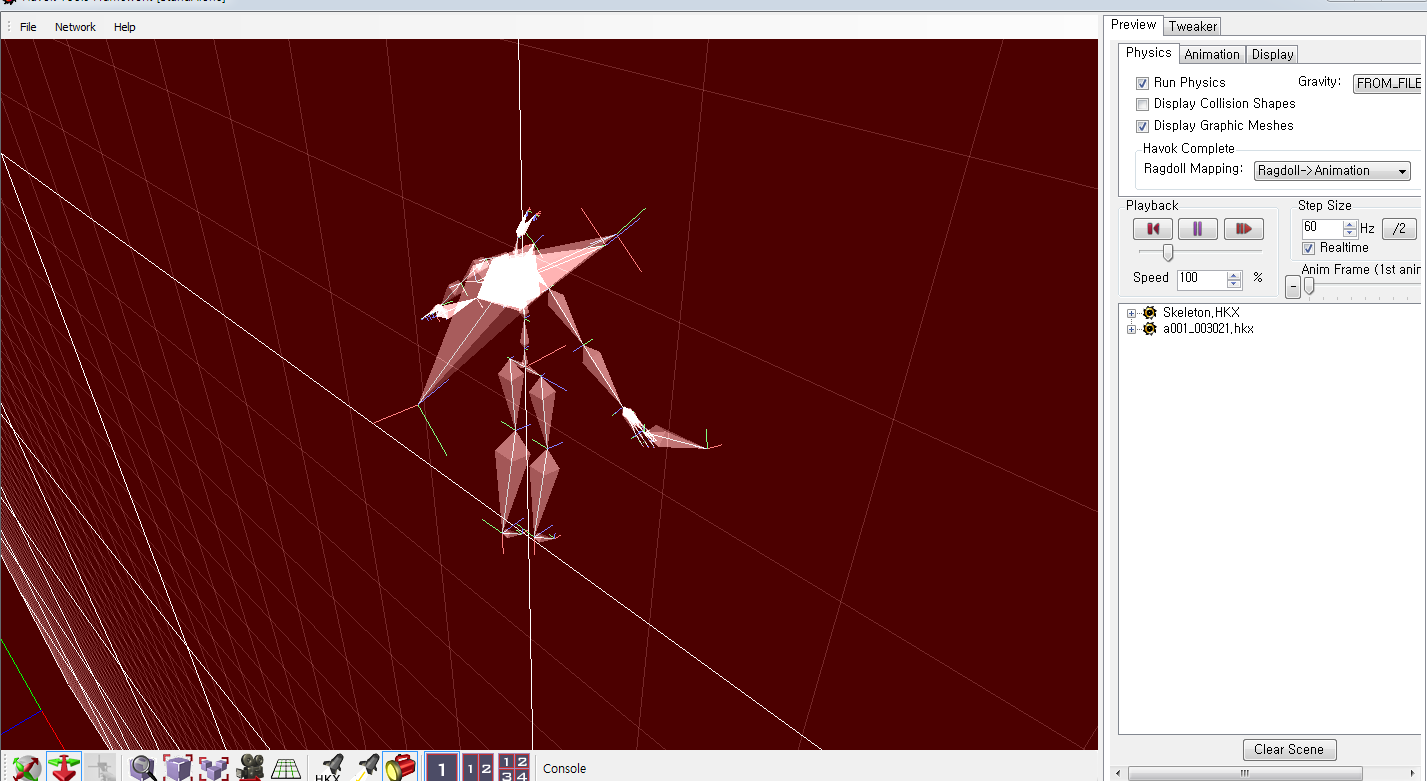 File Network Help
Preview Tweaker
Physics Animation Display
Run Physics Gravity: FROM_FILE
Display Collision Shapes
Display Graphic Meshes
Havok Complete
Ragdoll Mapping: Ragdoll->Animation
Playback Step Size
60 Hz /2
Realtime
Speed 100 % Anim Frame (1st anim
-
Skeleton.HKX
a001_003021.hkx
Clear Scene
HKX 1 1 2 1 2 3 4 Console